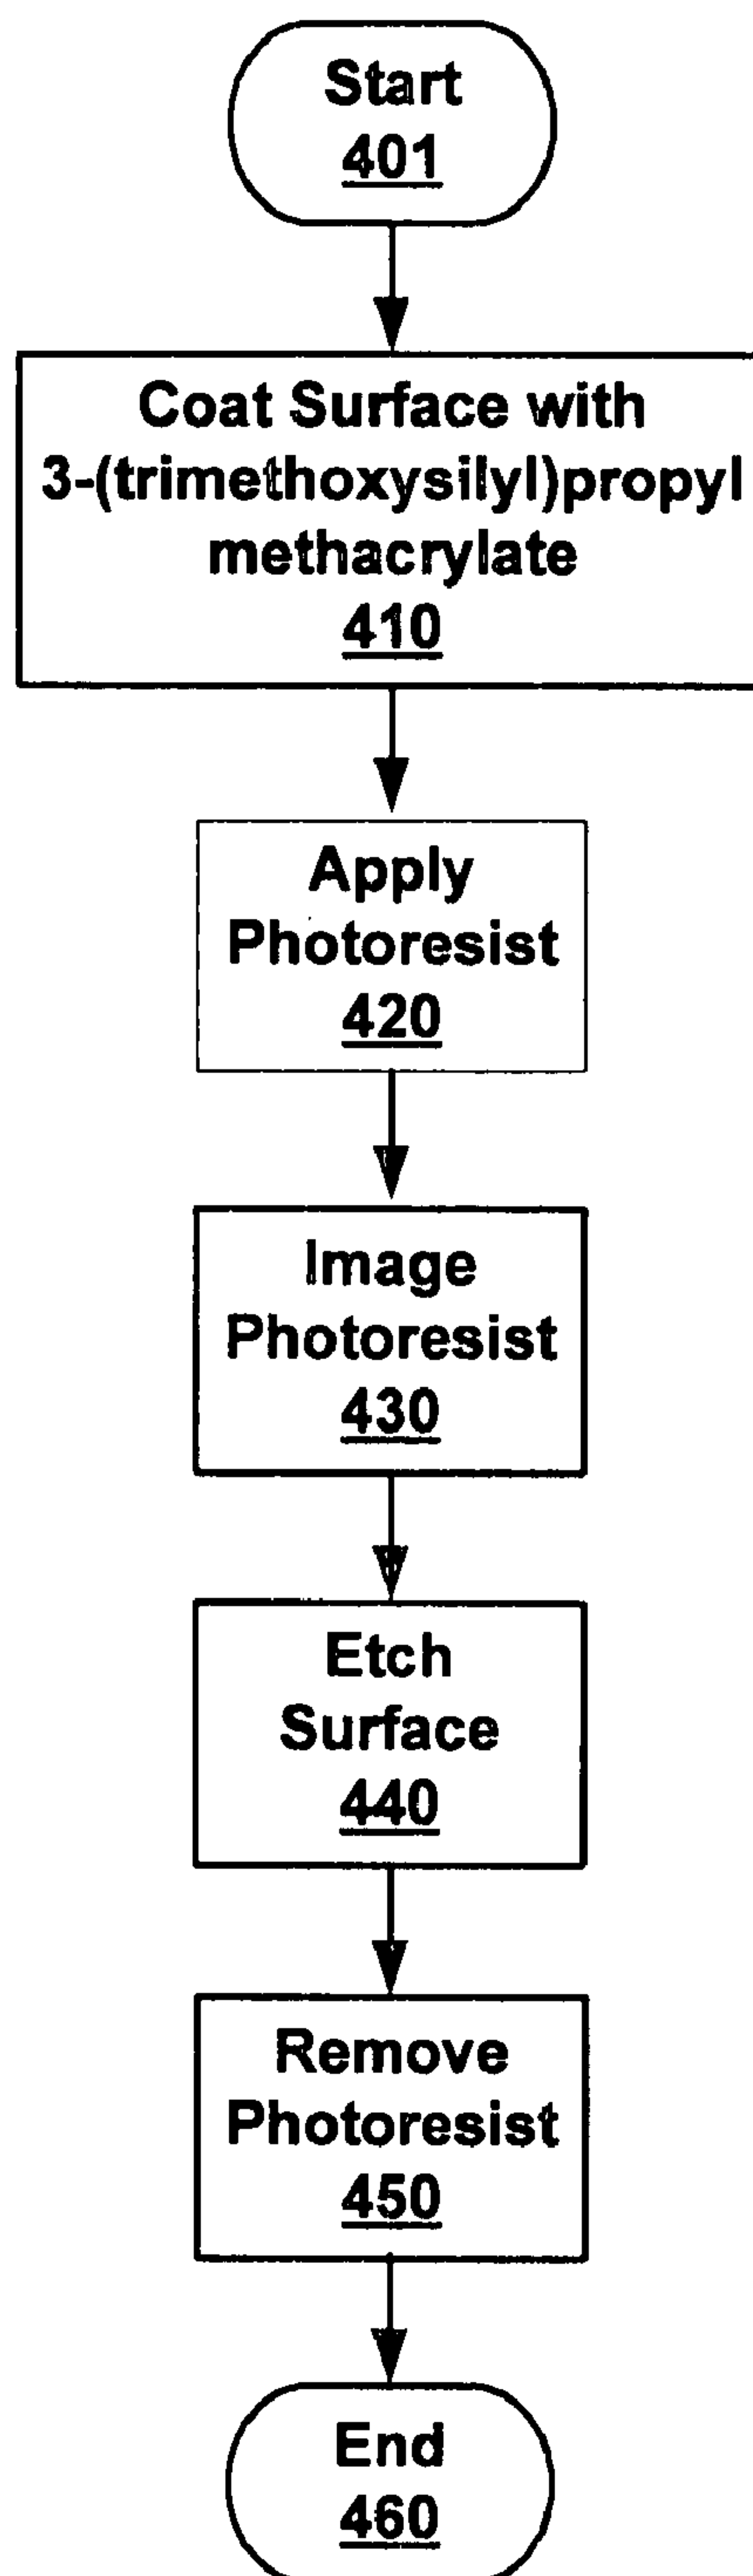 Start
401
Coat Surface with
3-(trimethoxysilyl)propyl
methacrylate
410
Apply
Photoresist
420
Image
Photoresist
430
Etch
Surface
440
Remove
Photoresist
450
End
460